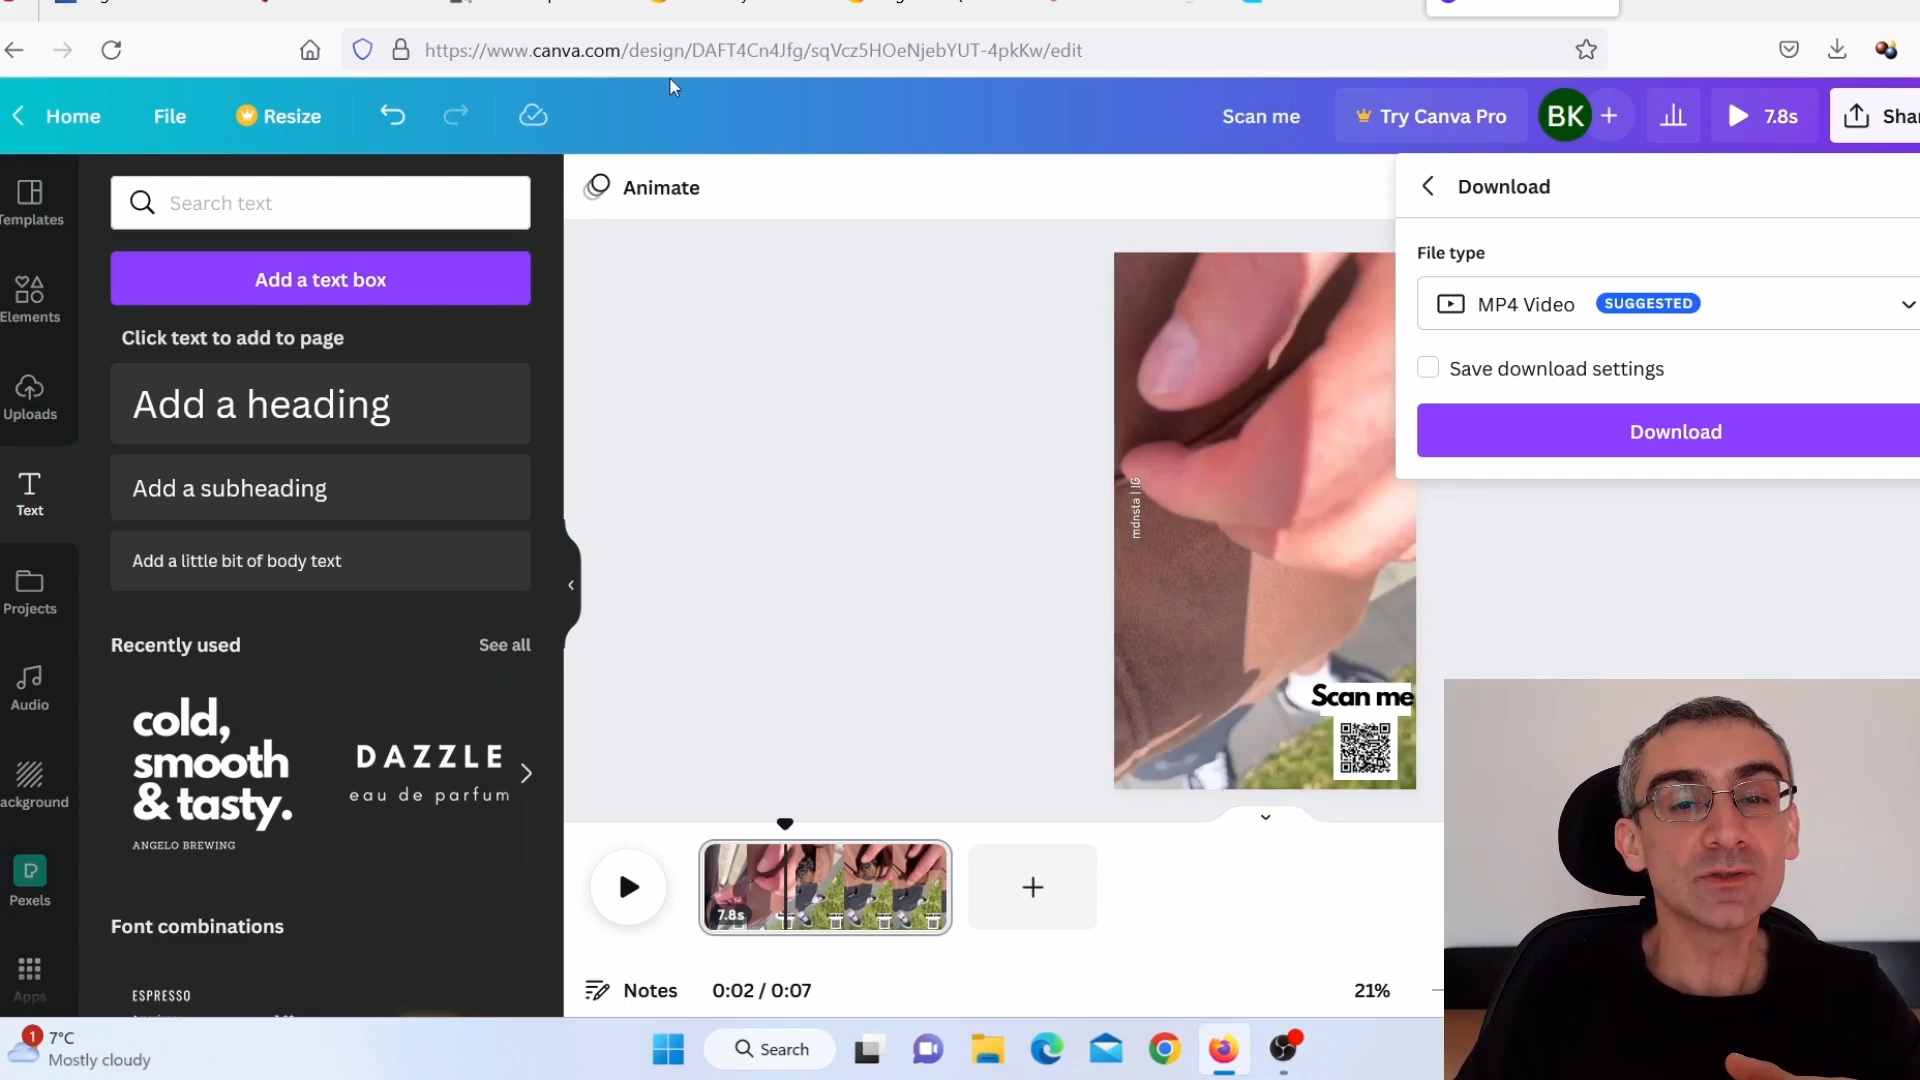 https://www.canva.com/design/DAFT4Cn4Jfg/sqVcz5HOeNjebYUT-4pkKw/edit
Home
File
Resize
Scan me
Try Canva Pro
BK
7.8s
Shar
Templates
Elements
Uploads
Text
Projects
Audio
ackground
Pexels
Apps
Search text
Add a text box
Click text to add to page
Add a heading
Add a subheading
Add a little bit of body text
Recently used
See all
cold,
smooth
& tasty.
ANGELO BREWING
DAZZLE
eau de parfum
Font combinations
ESPRESSO
Animate
mdnsta | IG
Scan me
Download
File type
MP4 Video
SUGGESTED
Save download settings
Download
7.8s
Notes
0:02 / 0:07
21%
1
7°C
Mostly cloudy
Search